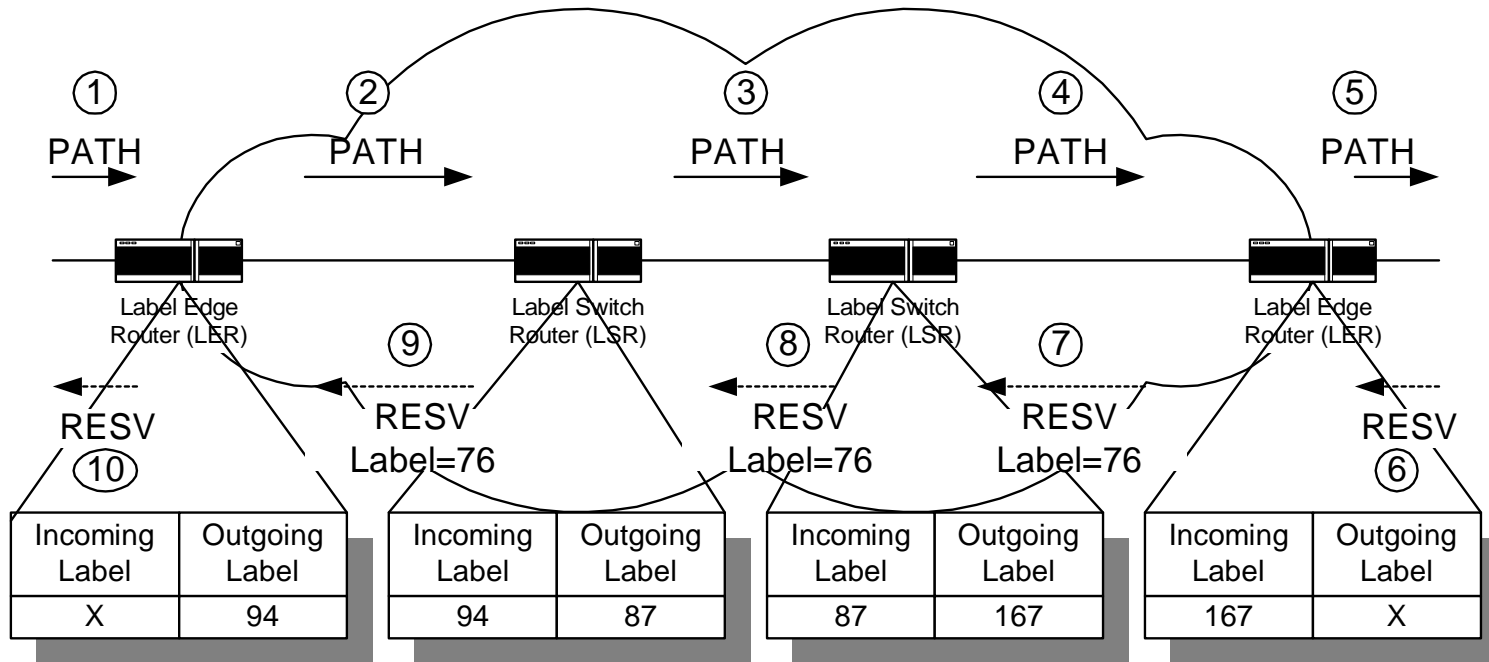 1 2 3 4 5
PATH PATH PATH PATH PATH
Label Edge Router (LER)
Label Switch Router (LSR)
Label Switch Router (LSR)
Label Edge Router (LER)
9 8 7
RESV
10
RESV
Label=76
RESV
Label=76
RESV
Label=76
RESV
6
Incoming Label Outgoing Label
X 94
Incoming Label Outgoing Label
94 87
Incoming Label Outgoing Label
87 167
Incoming Label Outgoing Label
167 X